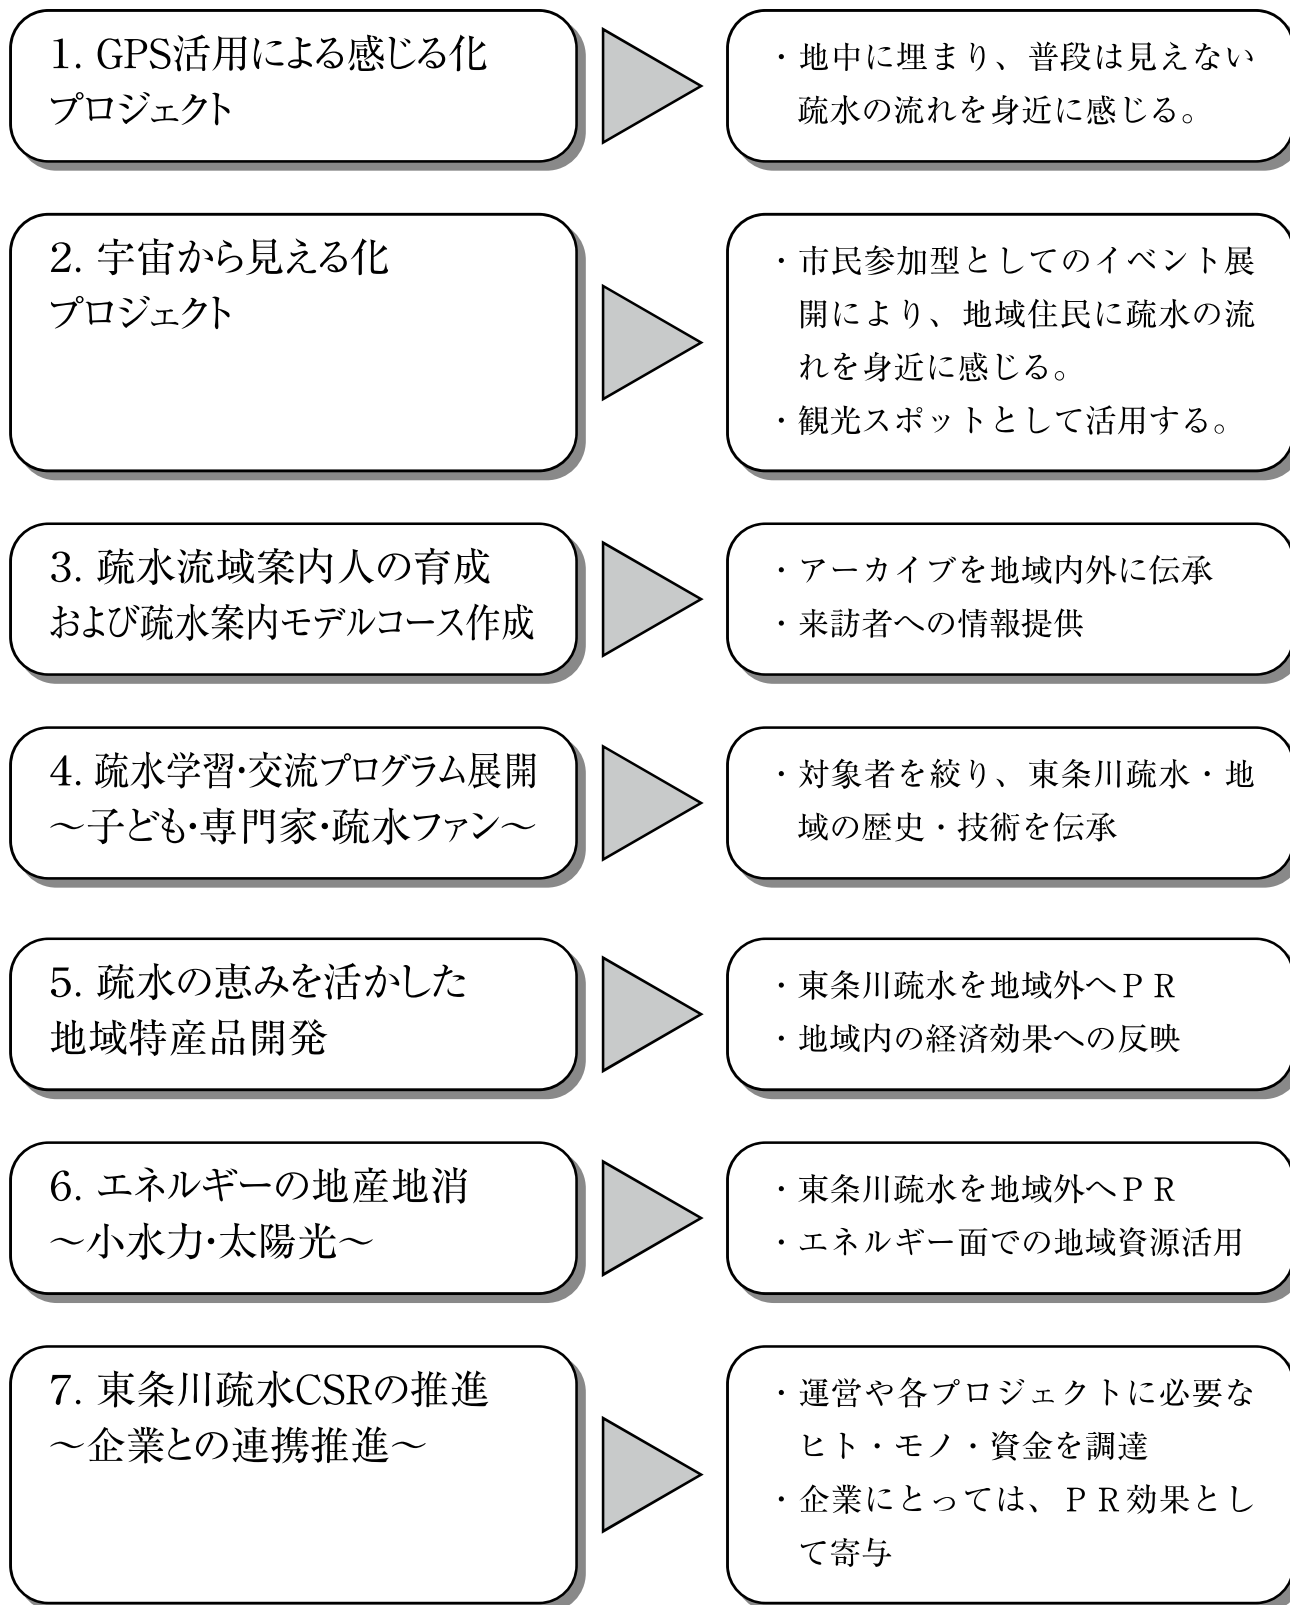 1. GPS活用による感じる化
プロジェクト
・地中に埋まり、普段は見えない
疏水の流れを身近に感じる。
2. 宇宙から見える化
プロジェクト
・市民参加型としてのイベント展
開により、地域住民に疏水の流
れを身近に感じる。
・観光スポットとして活用する。
3. 疏水流域案内人の育成
および疏水案内モデルコース作成
・アーカイブを地域内外に伝承
・来訪者への情報提供
4. 疏水学習・交流プログラム展開
～子ども・専門家・疏水ファン～
・対象者を絞り、東条川疏水・地
域の歴史・技術を伝承
5. 疏水の恵みを活かした
地域特産品開発
・東条川疏水を地域外へＰＲ
・地域内の経済効果への反映
6. エネルギーの地産地消
～小水力・太陽光～
・東条川疏水を地域外へＰＲ
・エネルギー面での地域資源活用
7. 東条川疏水CSRの推進
～企業との連携推進～
・運営や各プロジェクトに必要な
ヒト・モノ・資金を調達
・企業にとっては、ＰＲ効果とし
て寄与